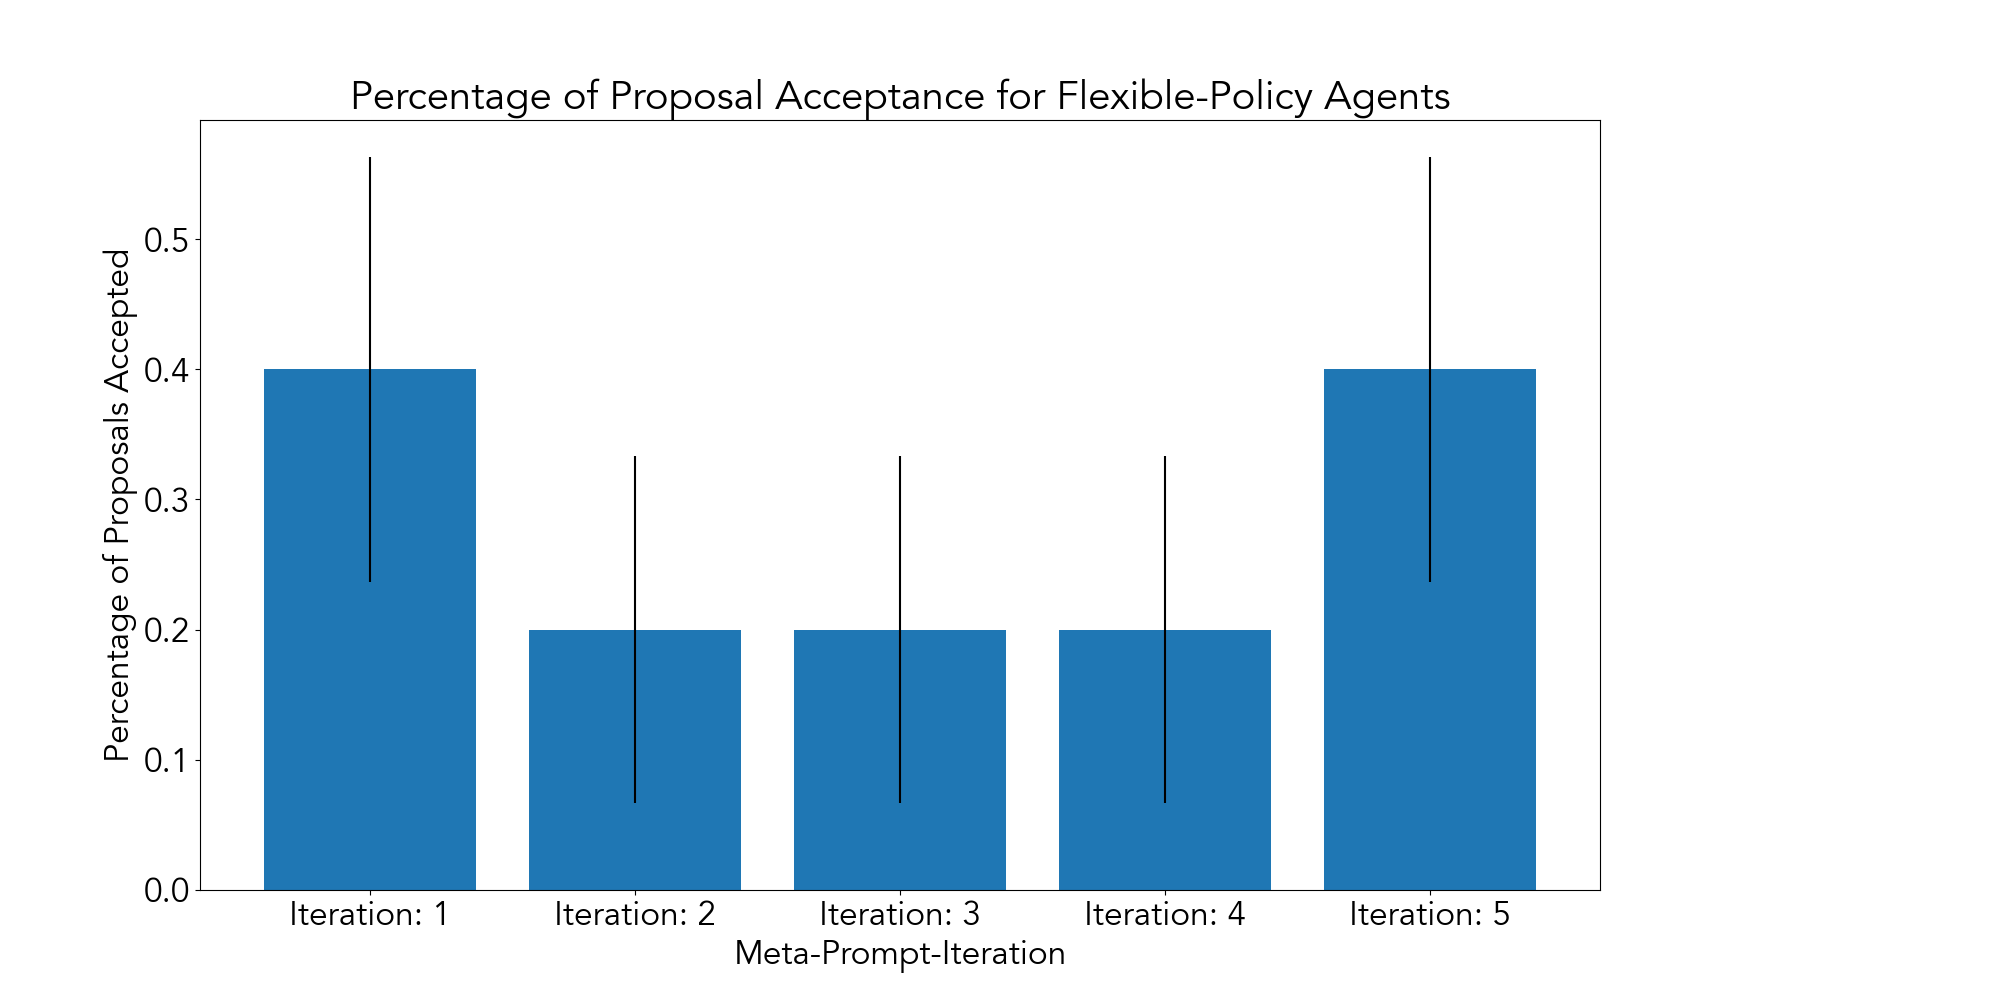 Percentage of Proposal Acceptance for Flexible-Policy Agents
Percentage of Proposals Accepted
0.5
0.4
0.3
0.2
0.1
0.0
Iteration: 1
Iteration: 2
Iteration: 3
Iteration: 4
Iteration: 5
Meta-Prompt-Iteration